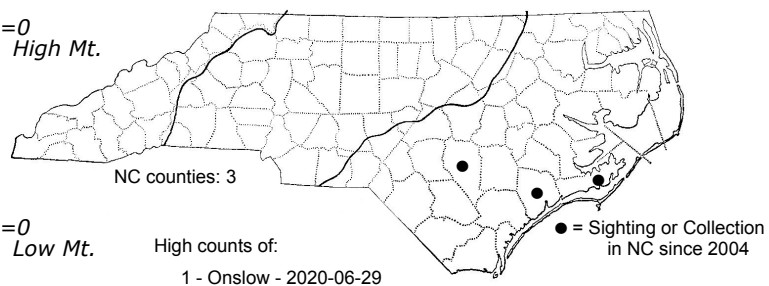 =0
High Mt.
NC counties: 3
=0
Low Mt.
High counts of:
1 - Onslow - 2020-06-29
● = Sighting or Collection
in NC since 2004